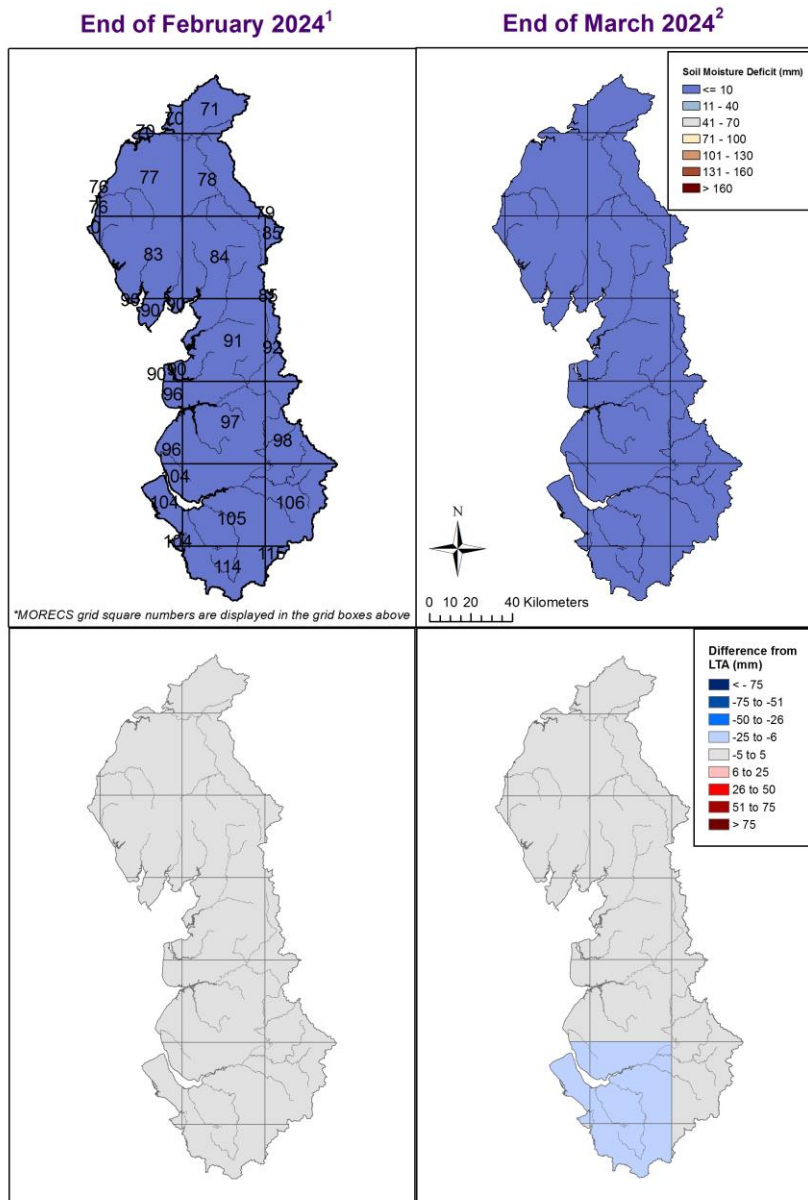 End of February 2024¹
End of March 2024²
70
71
79
77
78
76
76
79
85
83
84
90
90
90
85
91
92
90
90
96
97
98
96
104
104
105
106
104
115
114
*MORECS grid square numbers are displayed in the grid boxes above
Soil Moisture Deficit (mm)
<= 10
11 - 40
41 - 70
71 - 100
101 - 130
131 - 160
> 160
N
0 10 20 40 Kilometers
Difference from
LTA (mm)
< - 75
-75 to -51
-50 to -26
-25 to -6
-5 to 5
6 to 25
26 to 50
51 to 75
> 75